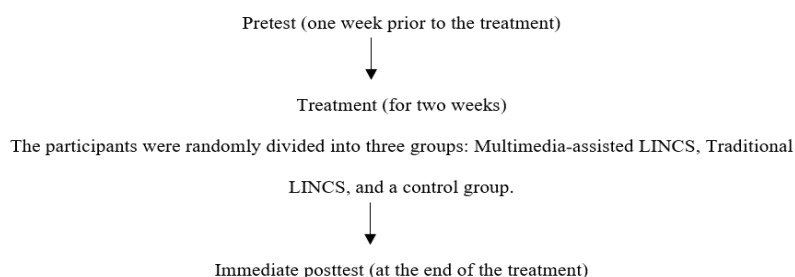 Pretest (one week prior to the treatment)
Treatment (for two weeks)
The participants were randomly divided into three groups: Multimedia-assisted LINCS, Traditional
LINCS, and a control group.
Immediate posttest (at the end of the treatment)